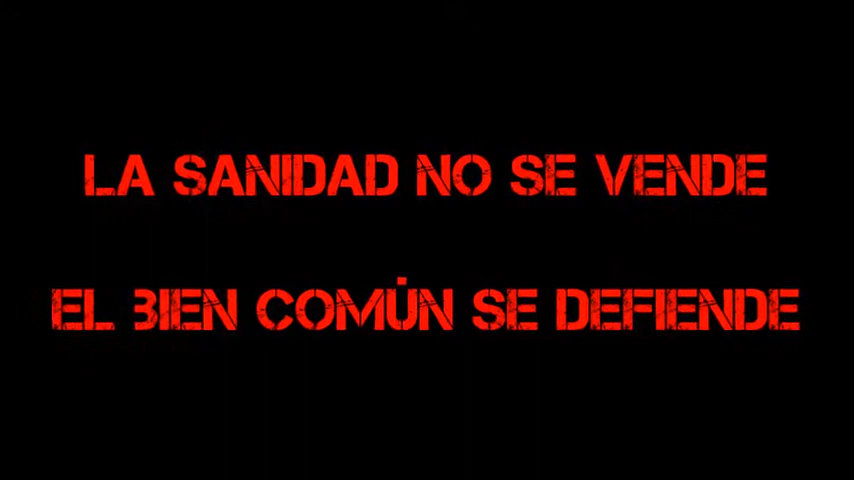 LA SANIDAD NO SE VENDE
EL BIEN COMÚN SE DEFIENDE